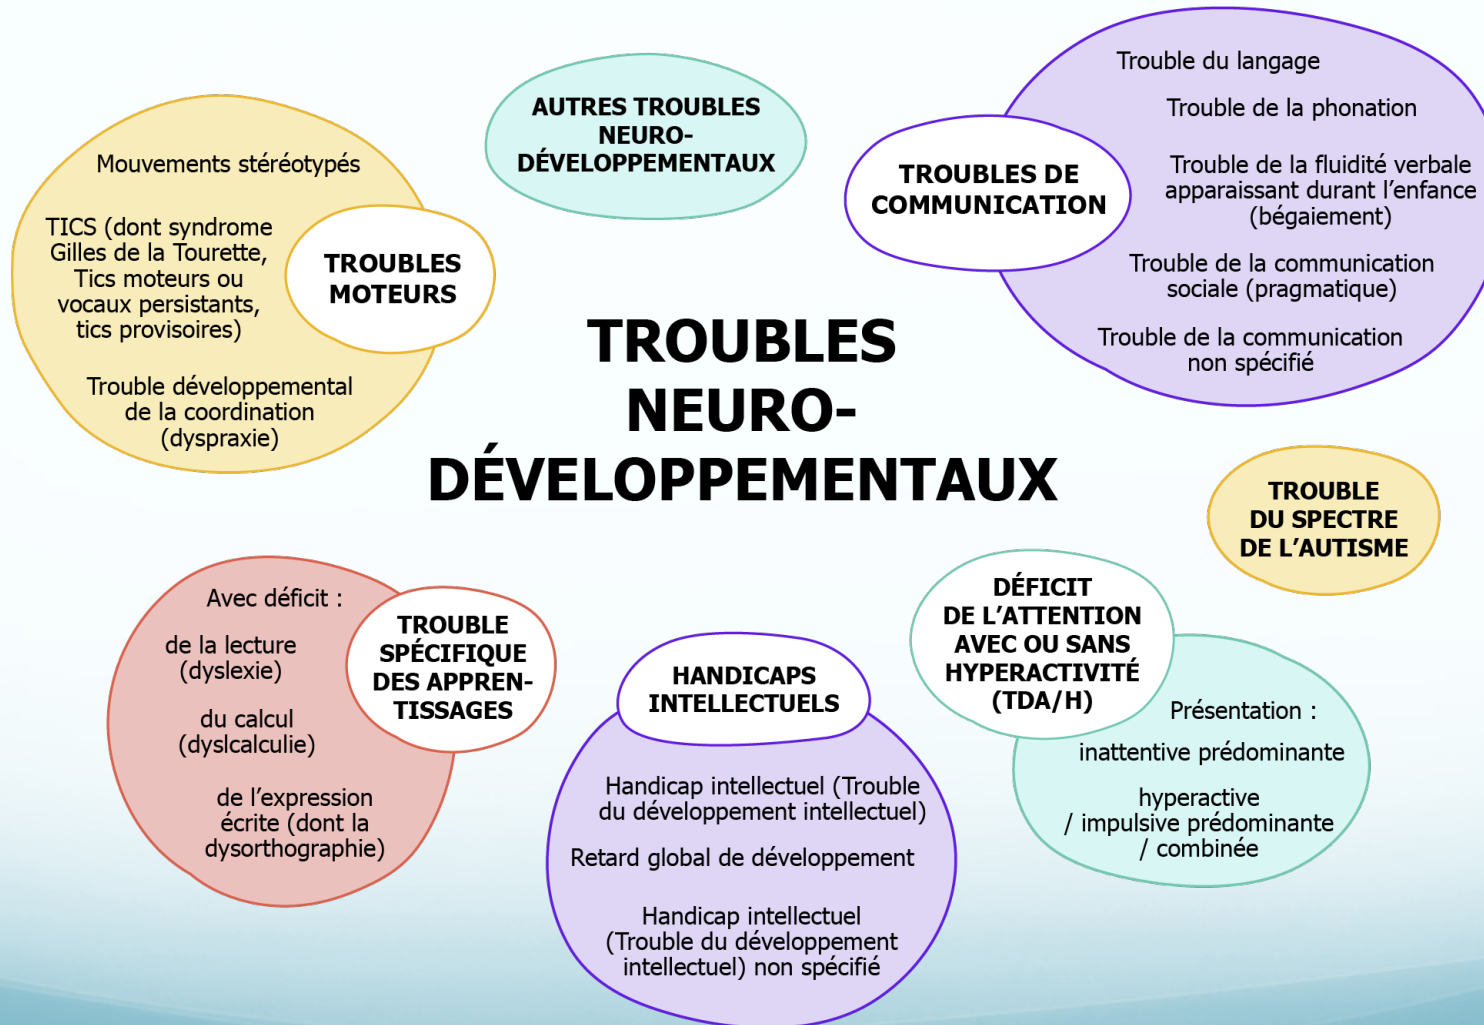 TROUBLES
NEURO-
DÉVELOPPEMENTAUX
AUTRES TROUBLES
NEURO-
DÉVELOPPEMENTAUX
TROUBLES DE
COMMUNICATION
Trouble du langage
Trouble de la phonation
Trouble de la fluidité verbale
apparaissant durant l’enfance
(bégaiement)
Trouble de la communication
sociale (pragmatique)
Trouble de la communication
non spécifié
TROUBLES
MOTEURS
Mouvements stéréotypés
TICS (dont syndrome
Gilles de la Tourette,
Tics moteurs ou
vocaux persistants,
tics provisoires)
Trouble développemental
de la coordination
(dyspraxie)
TROUBLE
DU SPECTRE
DE L’AUTISME
TROUBLE
SPÉCIFIQUE
DES APPREN-
TISSAGES
Avec déficit :
de la lecture
(dyslexie)
du calcul
(dyslcalculie)
de l’expression
écrite (dont la
dysorthographie)
HANDICAPS
INTELLECTUELS
Handicap intellectuel (Trouble
du développement intellectuel)
Retard global de développement
Handicap intellectuel
(Trouble du développement
intellectuel) non spécifié
DÉFICIT
DE L’ATTENTION
AVEC OU SANS
HYPERACTIVITÉ
(TDA/H)
Présentation :
inattentive prédominante
hyperactive
/ impulsive prédominante
/ combinée